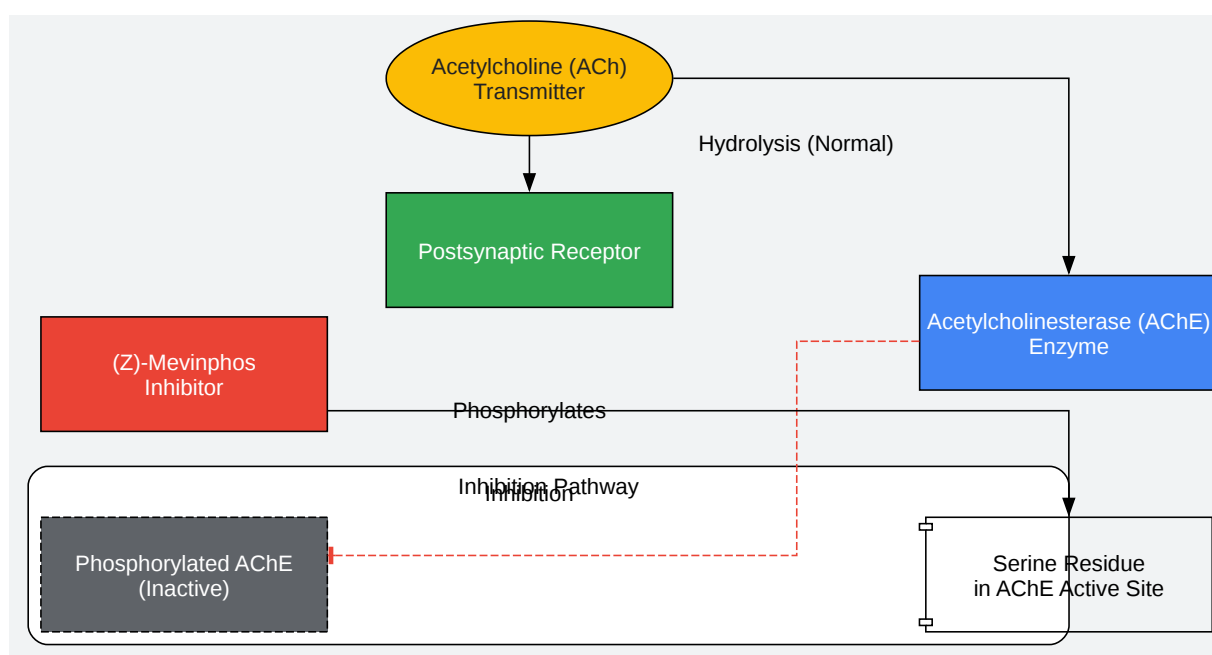 Acetylcholine (ACh)
Transmitter
Hydrolysis (Normal)
Postsynaptic Receptor
Acetylcholinesterase (AChE)
Enzyme
(Z)-Mevinphos
Inhibitor
Phosphorylates
Inhibition Pathway
Inhibition
Phosphorylated AChE
(Inactive)
Serine Residue
in AChE Active Site